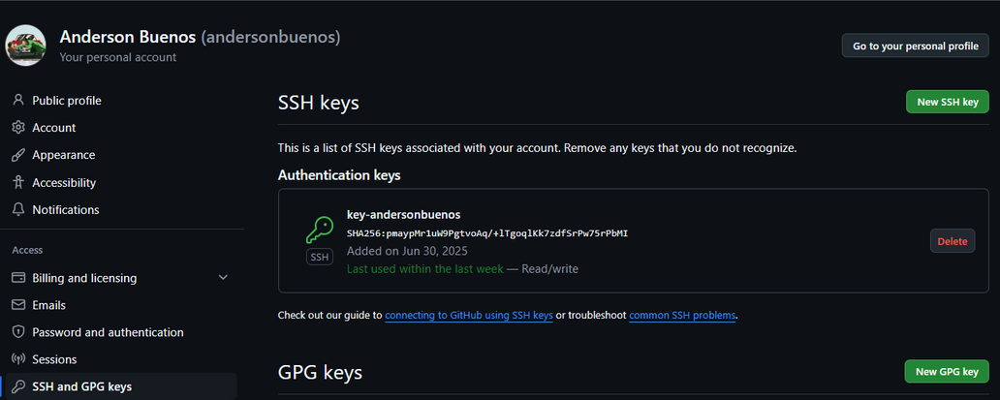 Anderson Buenos (andersonbuenos)
Your personal account
Go to your personal profile
Public profile
Account
Appearance
Accessibility
Notifications
Access
Billing and licensing
Emails
Password and authentication
Sessions
SSH and GPG keys
SSH keys
New SSH key
This is a list of SSH keys associated with your account. Remove any keys that you do not recognize.
Authentication keys
key-andersonbuenos
SHA256:pmaypMr1uW9PgtvoAq/+lTgoqlKk7zdfSrPw75rPbMI
SSH
Added on Jun 30, 2025
Last used within the last week — Read/write
Delete
Check out our guide to connecting to GitHub using SSH keys or troubleshoot common SSH problems.
GPG keys
New GPG key